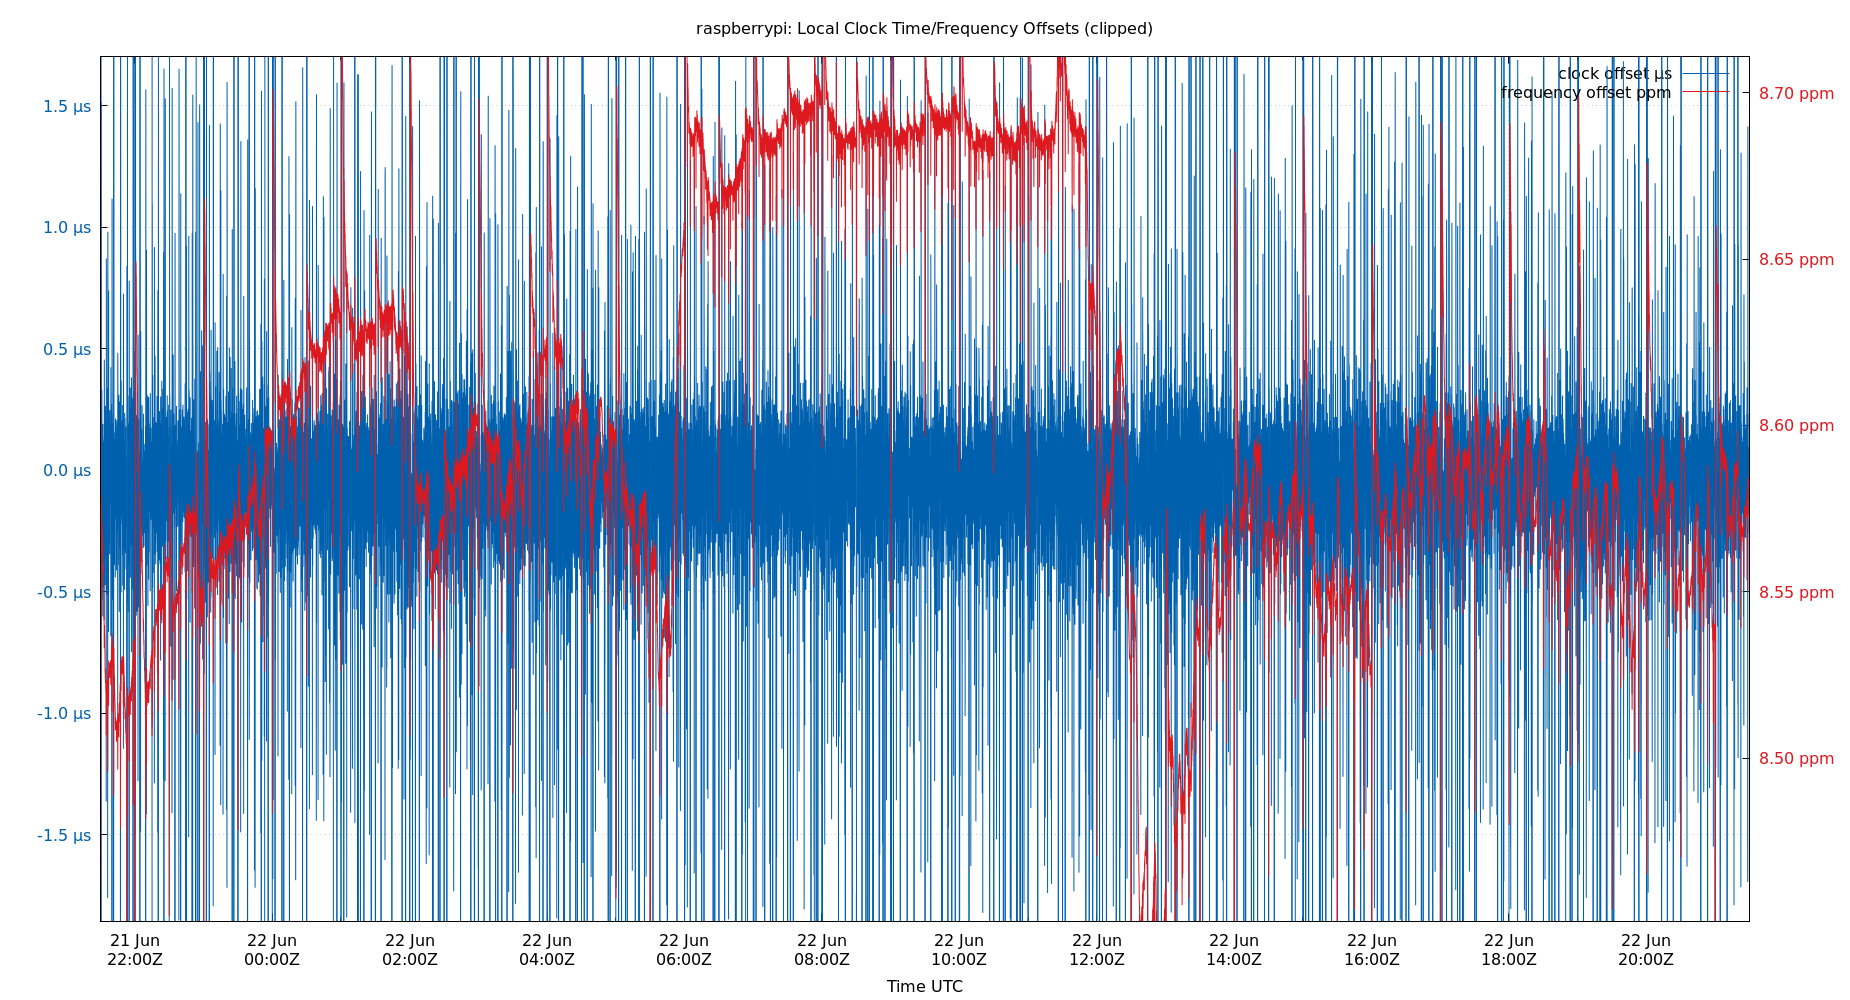 raspberrypi: Local Clock Time/Frequency Offsets (clipped)
clock offset µs
frequency offset ppm
1.5 µs
1.0 µs
0.5 µs
0.0 µs
-0.5 µs
-1.0 µs
-1.5 µs
8.70 ppm
8.65 ppm
8.60 ppm
8.55 ppm
8.50 ppm
21 Jun 22 Jun 22 Jun 22 Jun 22 Jun 22 Jun 22 Jun 22 Jun 22 Jun 22 Jun 22 Jun 22 Jun
22:00Z 00:00Z 02:00Z 04:00Z 06:00Z 08:00Z 10:00Z 12:00Z 14:00Z 16:00Z 18:00Z 20:00Z
Time UTC